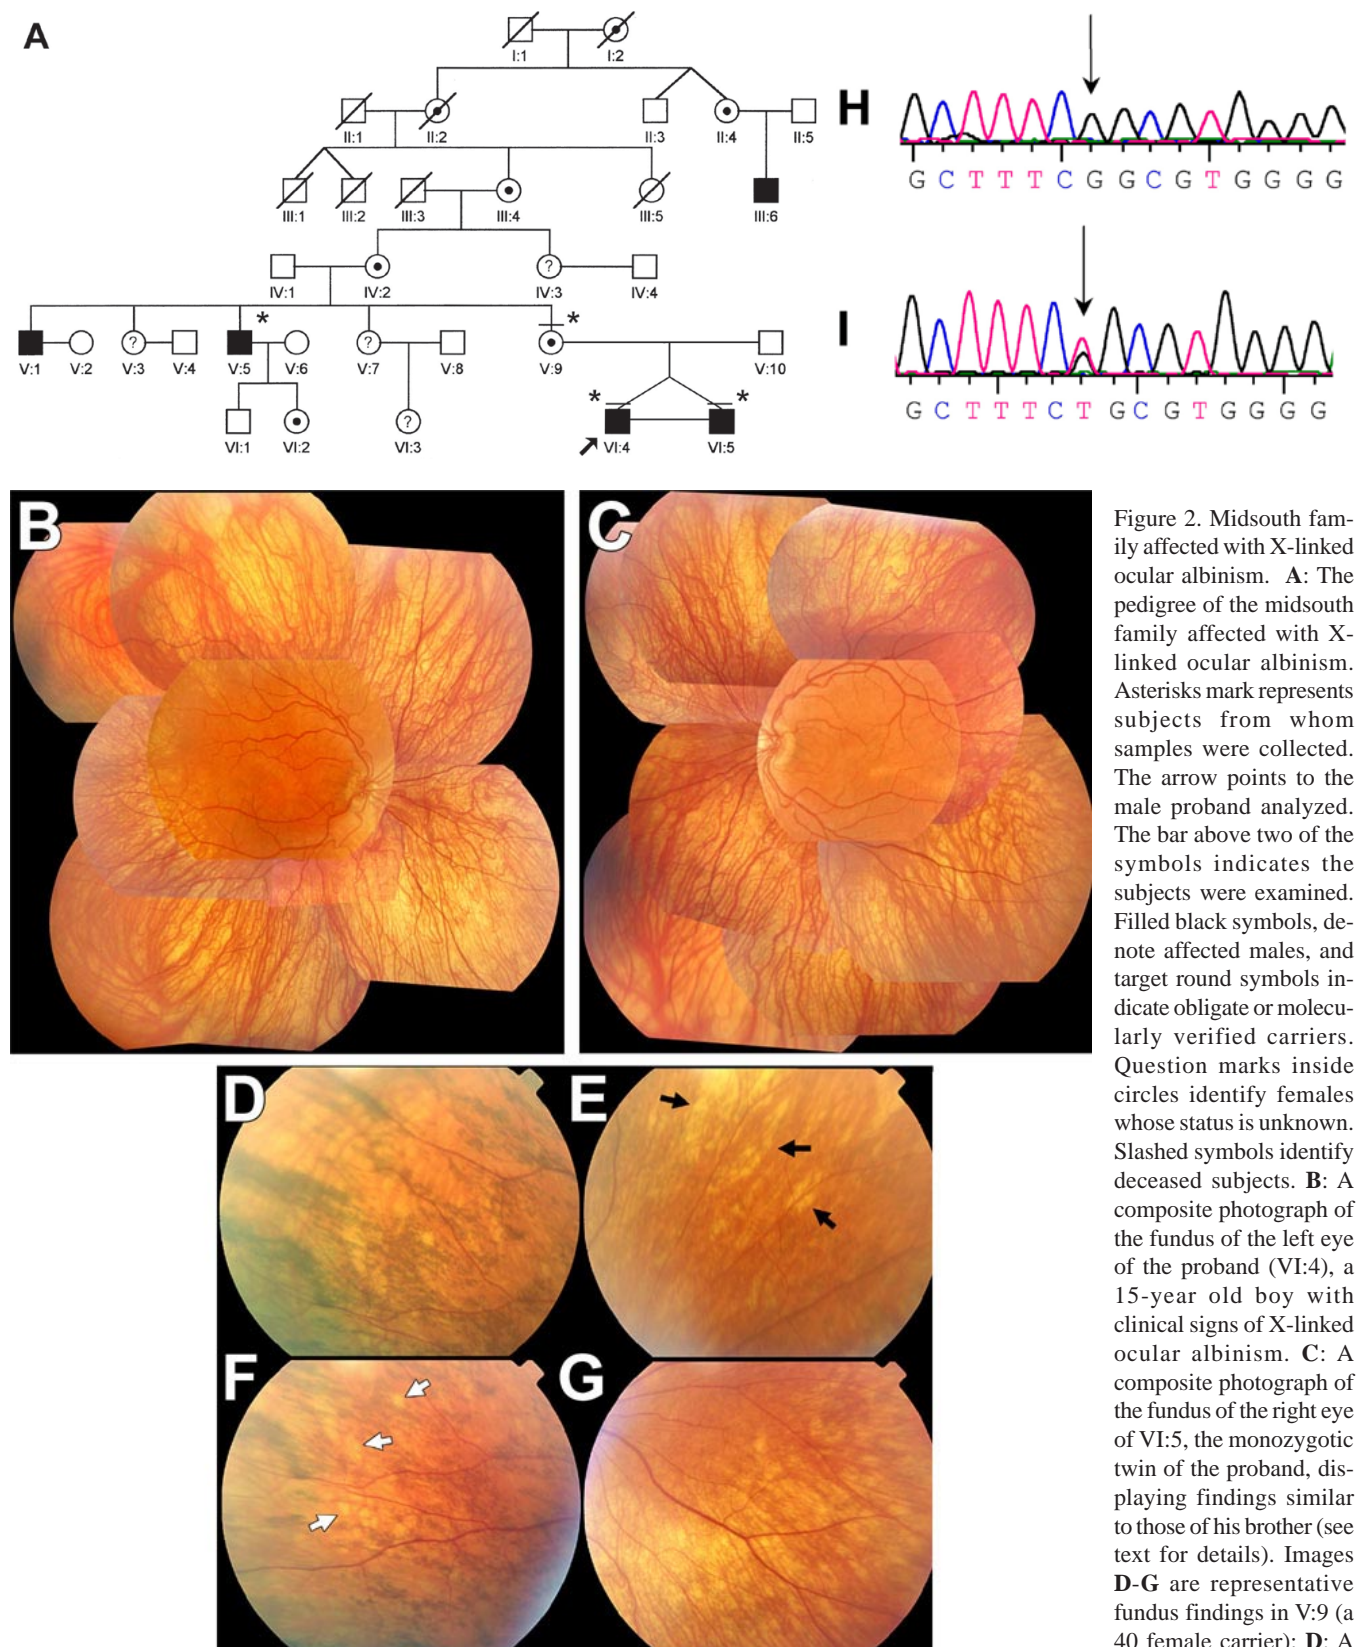 A
I:1
I:2
II:1
II:2
II:3
II:4
II:5
III:1
III:2
III:3
III:4
III:5
III:6
IV:1
IV:2
?
IV:3
IV:4
V:1
?
V:2
V:3
V:4
*
V:5
V:6
?
V:7
V:8
*
V:9
V:10
VI:1
VI:2
?
VI:3
*
VI:4
*
VI:5
H
G C T T T C G G C G T G G G G
I
G C T T T C T G C G T G G G G
B
C
D
E
F
G
Figure 2. Midsouth fam-
ily affected with X-linked
ocular albinism. A: The
pedigree of the midsouth
family affected with X-
linked ocular albinism.
Asterisks mark represents
subjects from whom
samples were collected.
The arrow points to the
male proband analyzed.
The bar above two of the
symbols indicates the
subjects were examined.
Filled black symbols, de-
note affected males, and
target round symbols in-
dicate obligate or molecu-
larly verified carriers.
Question marks inside
circles identify females
whose status is unknown.
Slashed symbols identify
deceased subjects. B: A
composite photograph of
the fundus of the left eye
of the proband (VI:4), a
15-year old boy with
clinical signs of X-linked
ocular albinism. C: A
composite photograph of
the fundus of the right eye
of VI:5, the monozygotic
twin of the proband, dis-
playing findings similar
to those of his brother (see
text for details). Images
D-G are representative
fundus findings in V:9 (a
40 female carrier): D: A